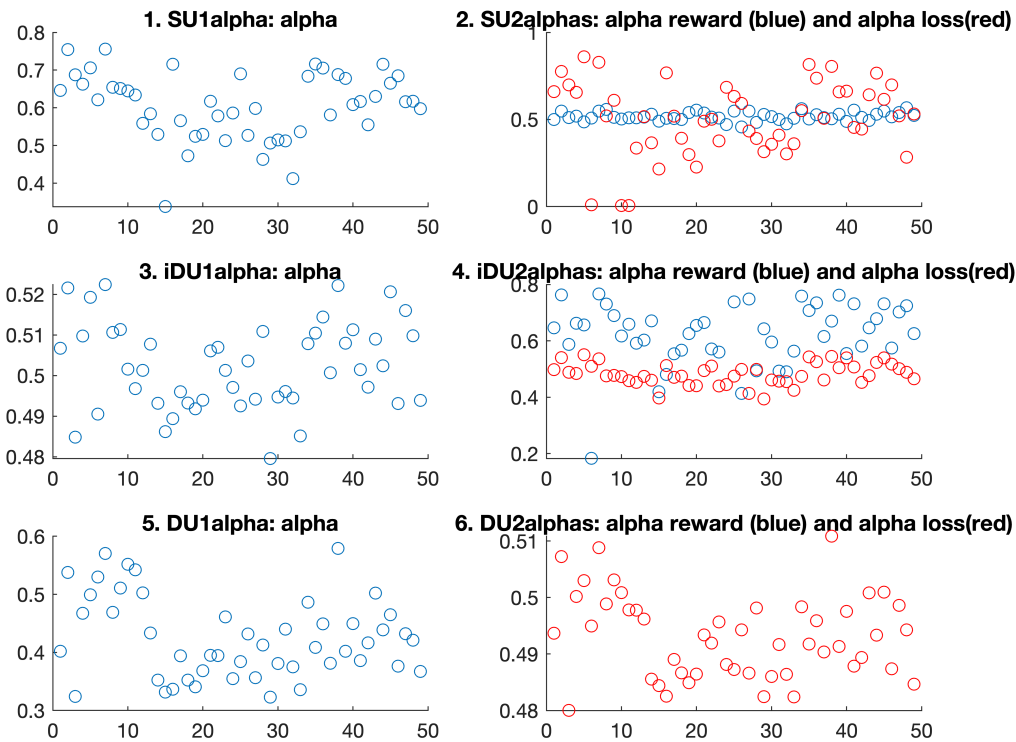 1. SU1alpha: alpha
0.8
0.7
0.6
0.5
0.4
0 10 20 30 40 50
2. SU2alphas: alpha reward (blue) and alpha loss(red)
1
0.5
0
0 10 20 30 40 50
3. iDU1alpha: alpha
0.52
0.51
0.5
0.49
0.48
0 10 20 30 40 50
4. iDU2alphas: alpha reward (blue) and alpha loss(red)
0.8
0.6
0.4
0.2
0 10 20 30 40 50
5. DU1alpha: alpha
0.6
0.5
0.4
0.3
0 10 20 30 40 50
6. DU2alphas: alpha reward (blue) and alpha loss(red)
0.51
0.5
0.49
0.48
0 10 20 30 40 50